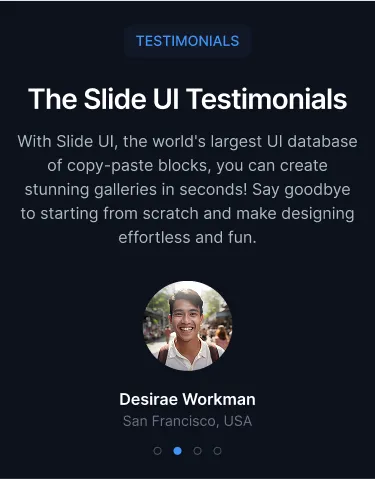 TESTIMONIALS
The Slide UI Testimonials
With Slide UI, the world's largest UI database
of copy-paste blocks, you can create
stunning galleries in seconds! Say goodbye
to starting from scratch and make designing
effortless and fun.
Desirae Workman
San Francisco, USA